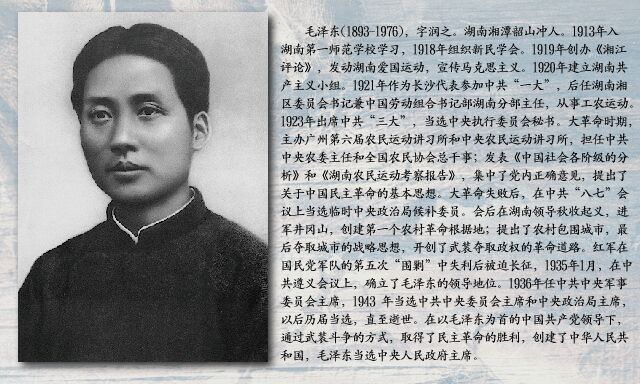 毛泽东(1893-1976)，字润之。湖南湘潭韶山冲人。1913年入
湖南第一师范学校学习，1918年组织新民学会。1919年创办《湘江
评论》，发动湖南爱国运动，宣传马克思主义。1920年建立湖南共
产主义小组。1921年作为长沙代表参加中共“一大”，后任湖南湘
区委员会书记兼中国劳动组合书记部湖南分部主任，从事工农运动。
1923年出席中共“三大”，当选中央执行委员会秘书。大革命时期，
主办广州第六届农民运动讲习所和中央农民运动讲习所，担任中共
中央农委主任和全国农民协会总干事；发表《中国社会各阶级的分
析》和《湖南农民运动考察报告》，集中了党内正确意见，提出了
关于中国民主革命的基本思想。大革命失败后，在中共“八七”会
议上当选临时中央政治局候补委员。会后在湖南领导秋收起义，进
军井冈山，创建第一个农村革命根据地；提出了农村包围城市，最
后夺取城市的战略思想，开创了武装夺取政权的革命道路。红军在
国民党军队的第五次“围剿”中失利后被迫长征，1935年1月，在中
共遵义会议上，确立了毛泽东的领导地位。1936年任中共中央军事
委员会主席，1943 年当选中共中央委员会主席和中央政治局主席，
以后历届当选，直至逝世。在以毛泽东为首的中国共产党领导下，
通过武装斗争的方式，取得了民主革命的胜利，创建了中华人民共
和国，毛泽东当选中央人民政府主席。